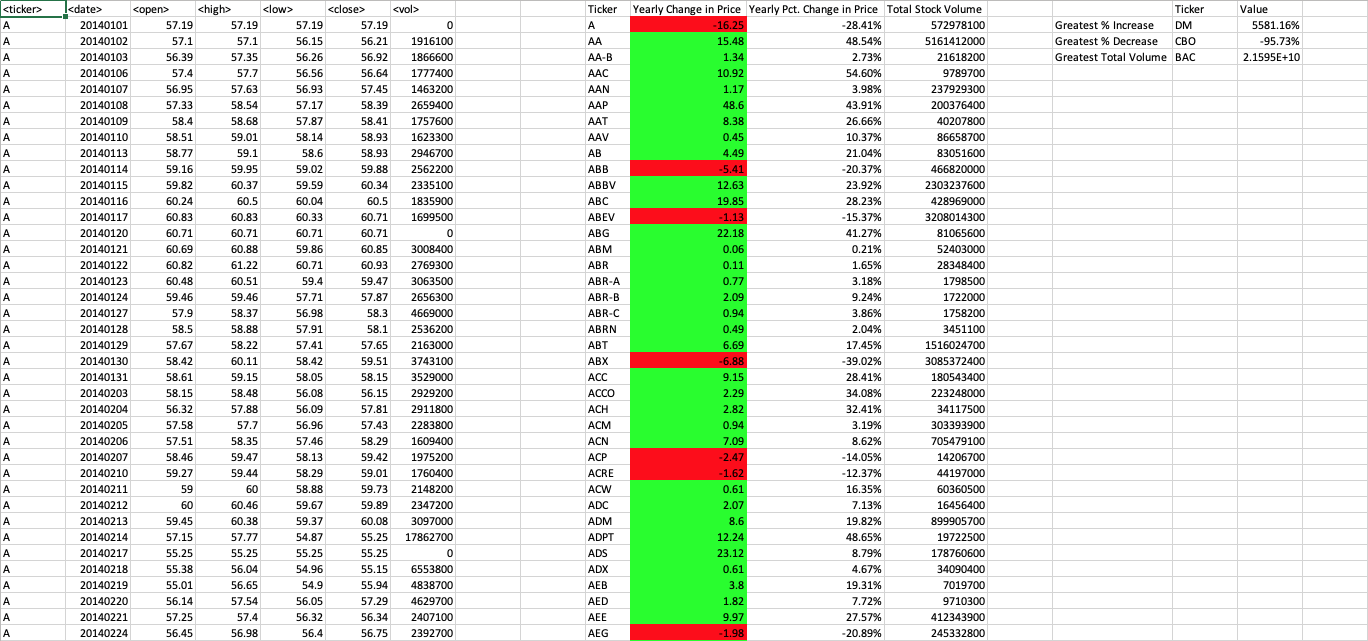 <ticker> <date> <open> <high> <low> <close> <vol> Ticker Yearly Change in Price Yearly Pct. Change in Price Total Stock Volume Ticker Value
A 20140101 57.19 57.19 57.19 57.19 0 A -16.25 -28.41% 572978100 Greatest % Increase DM 5581.16%
A 20140102 57.1 57.1 56.15 56.21 1916100 AA 15.48 48.54% 5161412000 Greatest % Decrease CBO -95.73%
A 20140103 56.39 57.35 56.26 56.92 1866600 AA-B 1.34 2.73% 21618200 Greatest Total Volume BAC 2.1595E+10
A 20140106 57.4 57.7 56.56 56.64 1777400 AAC 10.92 54.60% 9789700
A 20140107 56.95 57.63 56.93 57.45 1463200 AAN 1.17 3.98% 237929300
A 20140108 57.33 58.54 57.17 58.39 2659400 AAP 48.6 43.91% 200376400
A 20140109 58.4 58.68 57.87 58.41 1757600 AAT 8.38 26.66% 40207800
A 20140110 58.51 59.01 58.14 58.93 1623300 AAV 0.45 10.37% 86658700
A 20140113 58.77 59.1 58.6 58.93 2946700 AB 4.49 21.04% 83051600
A 20140114 59.16 59.95 59.02 59.88 2562200 ABB -5.41 -20.37% 466820000
A 20140115 59.82 60.37 59.59 60.34 2335100 ABBV 12.63 23.92% 2303237600
A 20140116 60.24 60.5 60.04 60.5 1835900 ABC 19.85 28.23% 428969000
A 20140117 60.83 60.83 60.33 60.71 1699500 ABEV -1.13 -15.37% 3208014300
A 20140120 60.71 60.71 60.71 60.71 0 ABG 22.18 41.27% 81065600
A 20140121 60.69 60.88 59.86 60.85 3008400 ABM 0.06 0.21% 52403000
A 20140122 60.82 61.22 60.71 60.93 2769300 ABR 0.11 1.65% 28348400
A 20140123 60.48 60.51 59.4 59.47 3063500 ABR-A 0.77 3.18% 1798500
A 20140124 59.46 59.46 57.71 57.87 2656300 ABR-B 2.09 9.24% 1722000
A 20140127 57.9 58.37 56.98 58.3 4669000 ABR-C 0.94 3.86% 1758200
A 20140128 58.5 58.88 57.91 58.1 2536200 ABRN 0.49 2.04% 3451100
A 20140129 57.67 58.22 57.41 57.65 2163000 ABT 6.69 17.45% 1516024700
A 20140130 58.42 60.11 58.42 59.51 3743100 ABX -6.88 -39.02% 3085372400
A 20140131 58.61 59.15 58.05 58.15 3529000 ACC 9.15 28.41% 180543400
A 20140203 58.15 58.48 56.08 56.15 2929200 ACCO 2.29 34.08% 223248000
A 20140204 56.32 57.88 56.09 57.81 2911800 ACH 2.82 32.41% 34117500
A 20140205 57.58 57.7 56.96 57.43 2283800 ACM 0.94 3.19% 303393900
A 20140206 57.51 58.35 57.46 58.29 1609400 ACN 7.09 8.62% 705479100
A 20140207 58.46 59.47 58.13 59.42 1975200 ACP -2.47 -14.05% 14206700
A 20140210 59.27 59.44 58.29 59.01 1760400 ACRE -1.62 -12.37% 44197000
A 20140211 59 60 58.88 59.73 2148200 ACW 0.61 16.35% 60360500
A 20140212 60 60.46 59.67 59.89 2347200 ADC 2.07 7.13% 16456400
A 20140213 59.45 60.38 59.37 60.08 3097000 ADM 8.6 19.82% 899905700
A 20140214 57.15 57.77 54.87 55.25 17862700 ADPT 12.24 48.65% 19722500
A 20140217 55.25 55.25 55.25 55.25 0 ADS 23.12 8.79% 178760600
A 20140218 55.38 56.04 54.96 55.15 6553800 ADX 0.61 4.67% 34090400
A 20140219 55.01 56.65 54.9 55.94 4838700 AEB 3.8 19.31% 7019700
A 20140220 56.14 57.54 56.05 57.29 4629700 AED 1.82 7.72% 9710300
A 20140221 57.25 57.4 56.32 56.34 2407100 AEE 9.97 27.57% 412343900
A 20140224 56.45 56.98 56.4 56.75 2392700 AEG -1.98 -20.89% 245332800